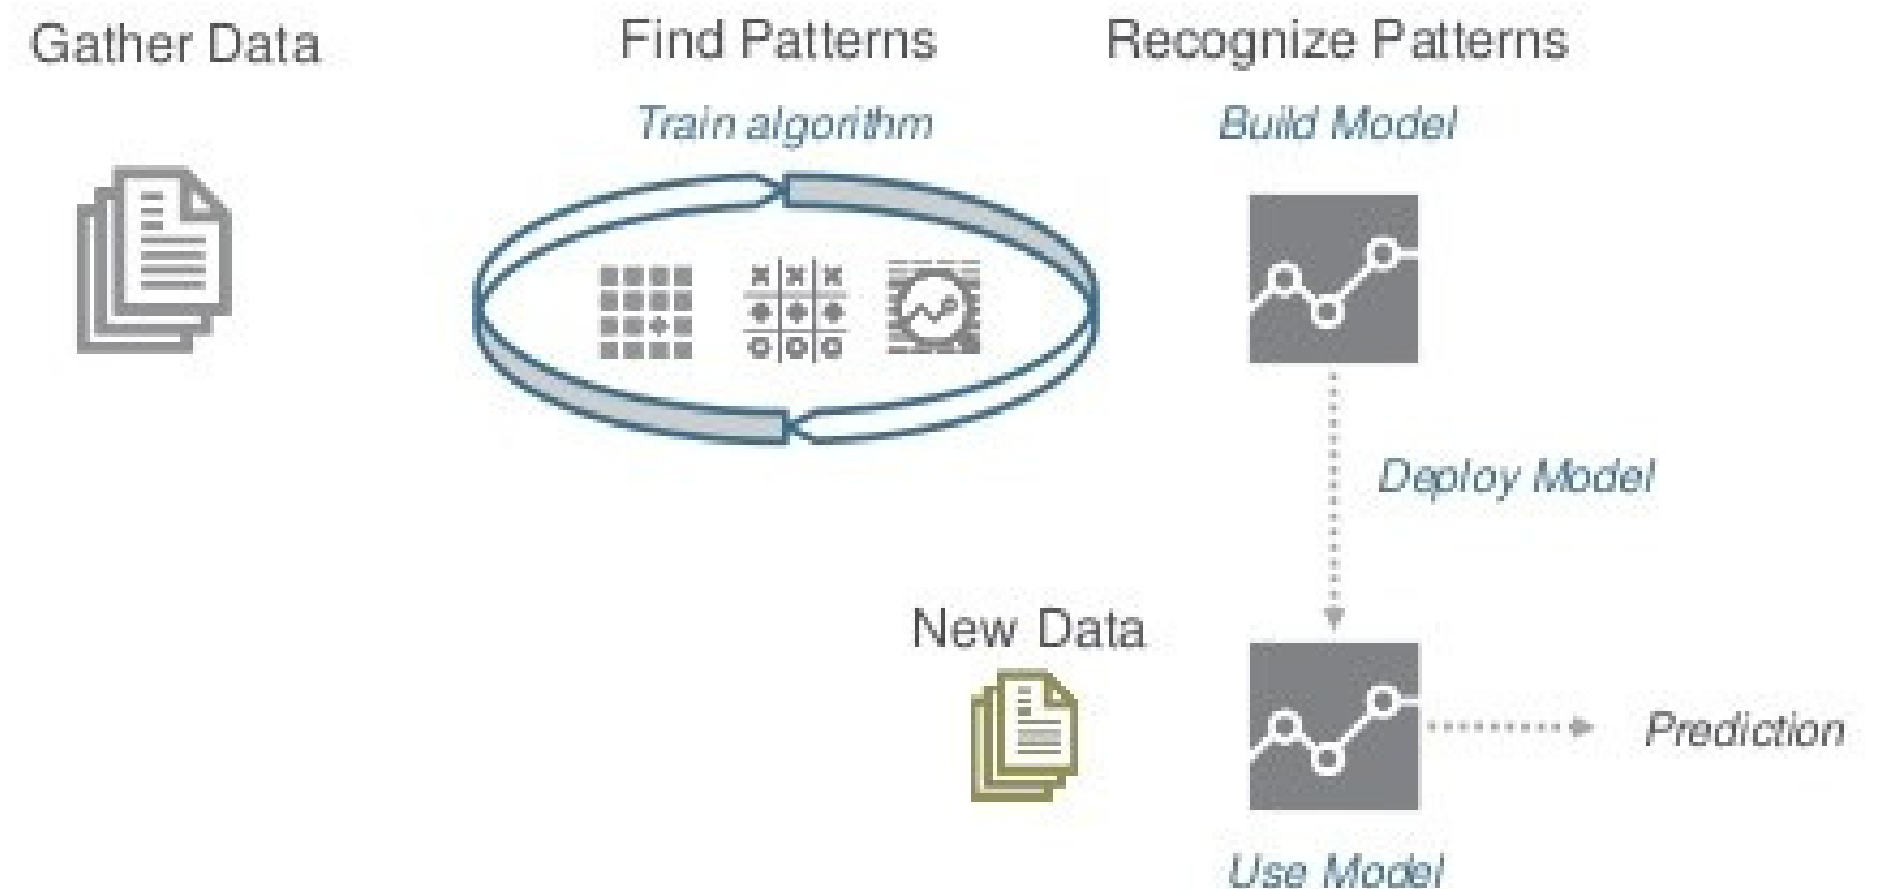 Gather Data
Find Patterns
Recognize Patterns
Train algorithm
Build Model
Deploy Model
New Data
Prediction
Use Model